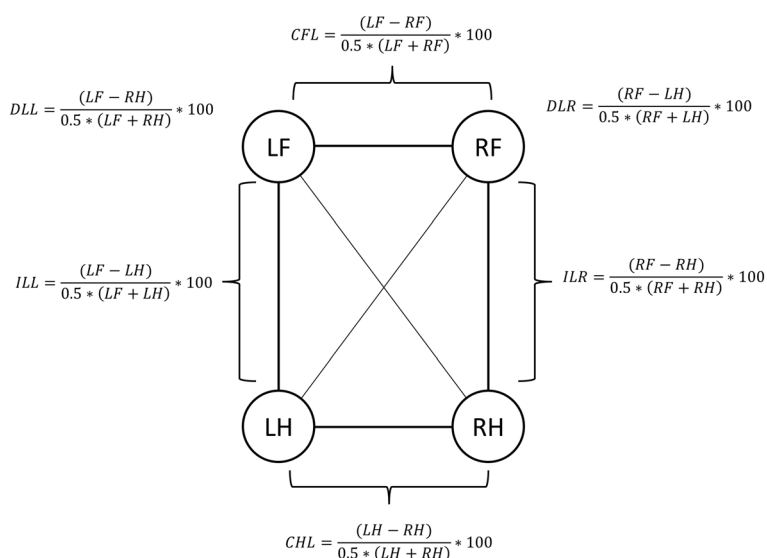 CFL = (LF − RF) / 0.5 ∗ (LF + RF) ∗ 100
DLL = (LF − RH) / 0.5 ∗ (LF + RH) ∗ 100
DLR = (RF − LH) / 0.5 ∗ (RF + LH) ∗ 100
LF
RF
ILL = (LF − LH) / 0.5 ∗ (LF + LH) ∗ 100
ILR = (RF − RH) / 0.5 ∗ (RF + RH) ∗ 100
LH
RH
CHL = (LH − RH) / 0.5 ∗ (LH + RH) ∗ 100